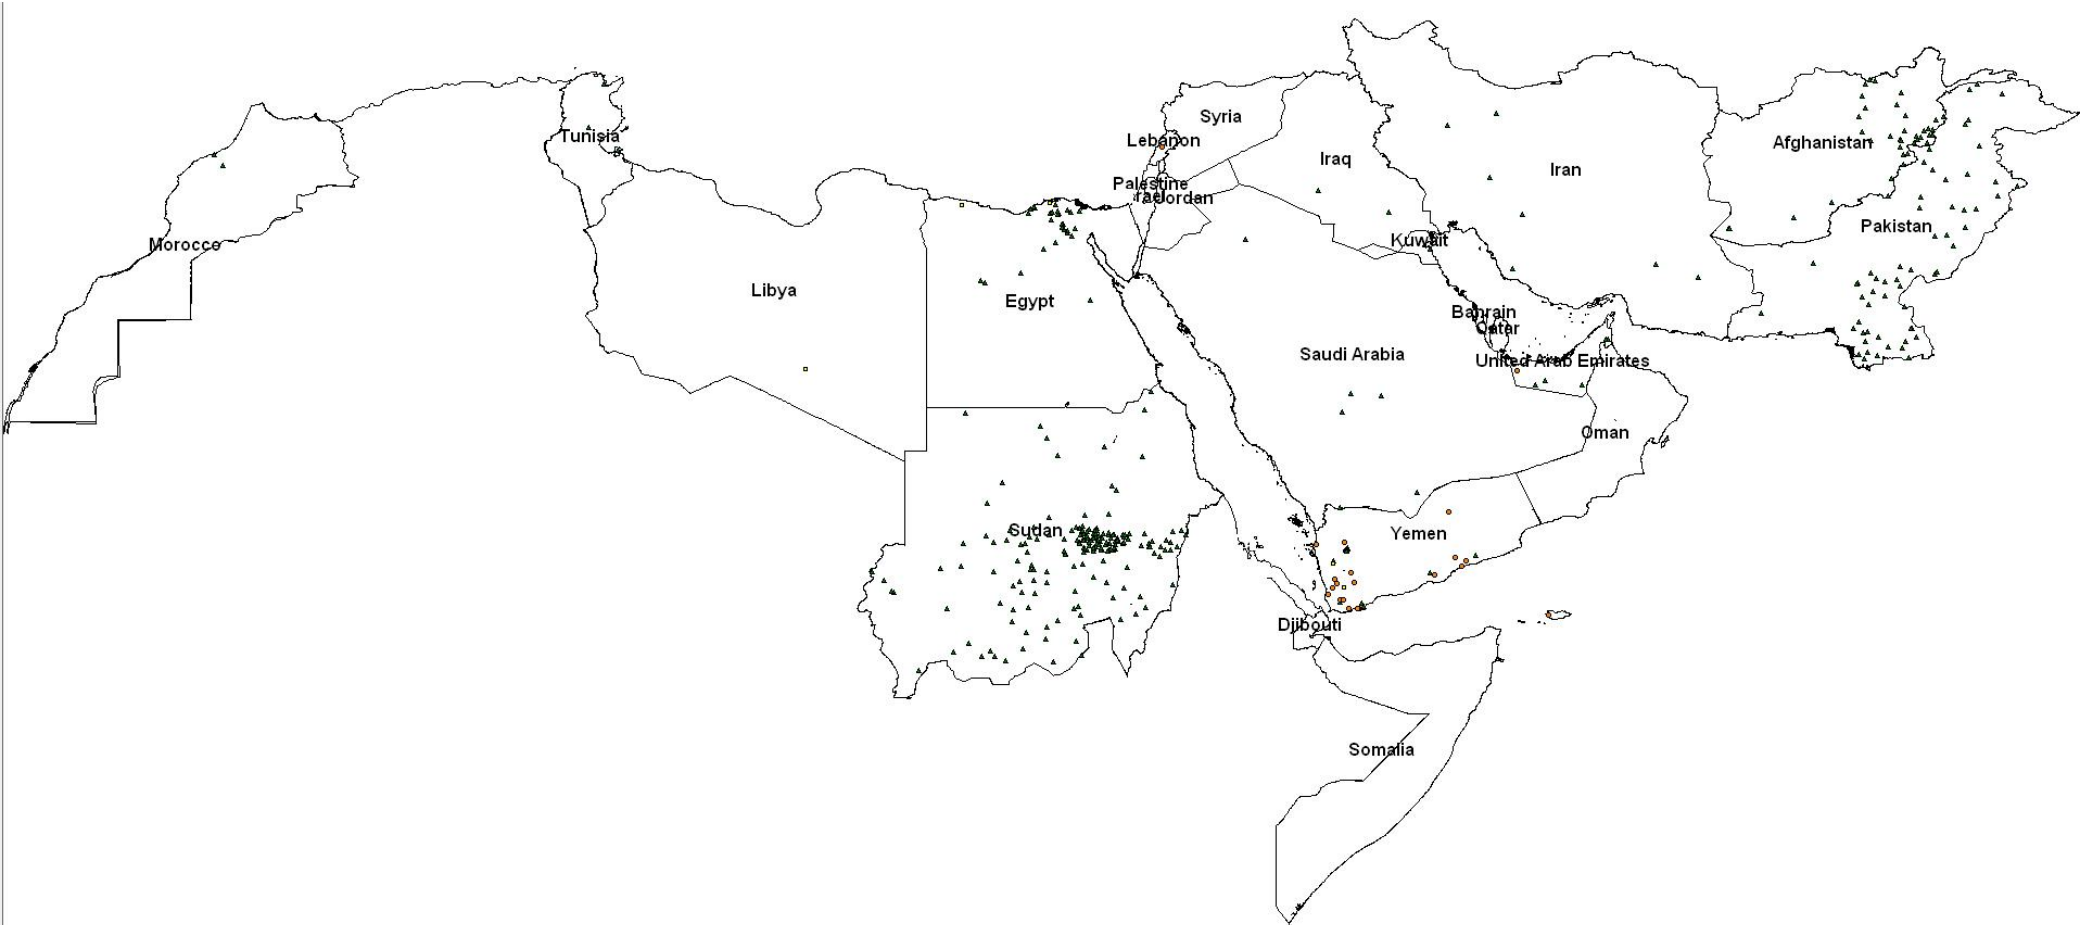 Syria
Tunisia
Lebanon
Afghanistan
Iraq
Iran
Palestine
Jordan
Pakistan
Morocco
Kuwait
Libya
Egypt
Bahrain
Qatar
Saudi Arabia
United Arab Emirates
Oman
Sudan
Yemen
Djibouti
Somalia